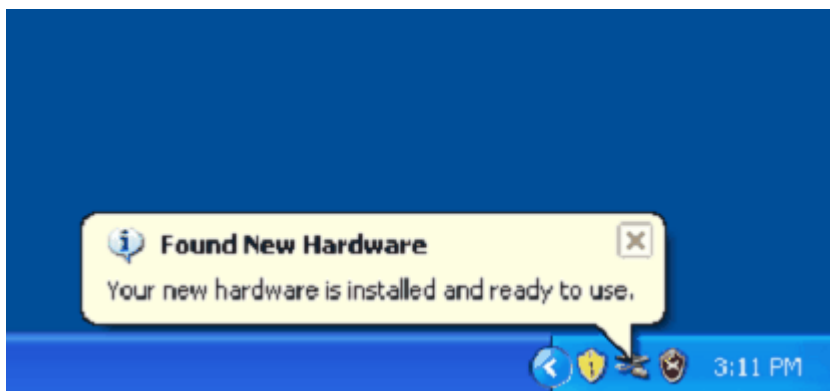 Found New Hardware
Your new hardware is installed and ready to use.
3:11 PM